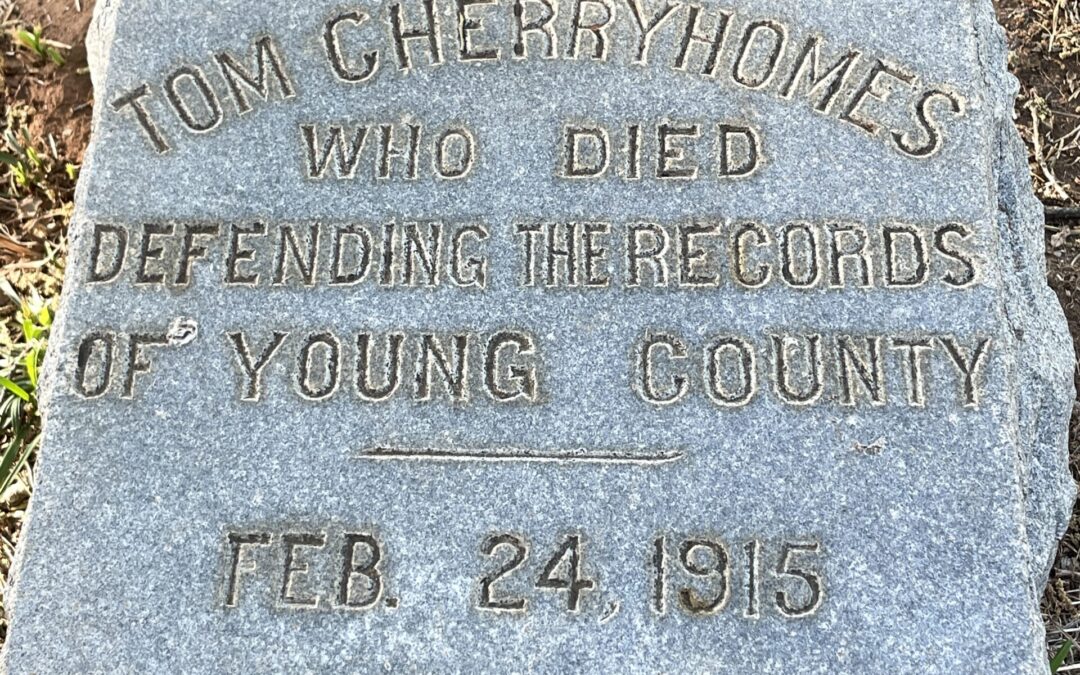 TOM CHERRYHOMES
WHO DIED
DEFENDING THE RECORDS
OF YOUNG COUNTY
FEB. 24, 1915